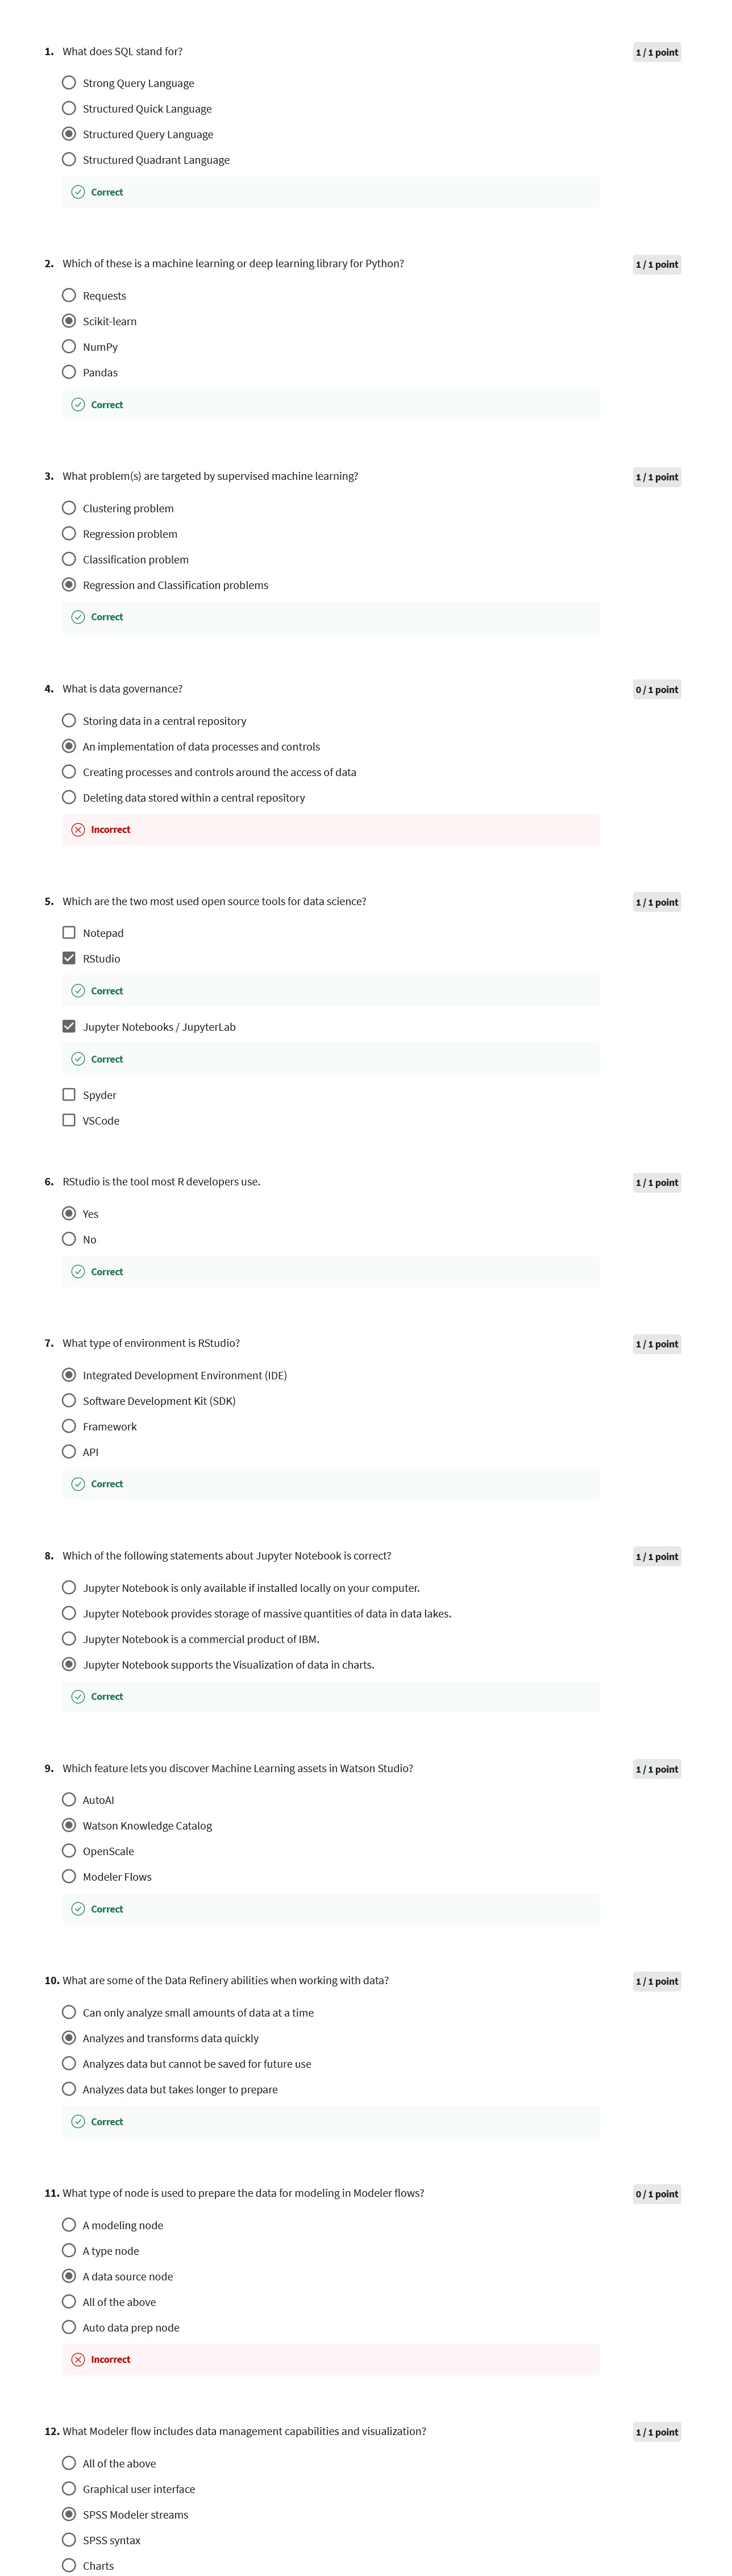 1. What does SQL stand for?
1 / 1 point
Strong Query Language
Structured Quick Language
Structured Query Language
Structured Quadrant Language
Correct
2. Which of these is a machine learning or deep learning library for Python?
1 / 1 point
Requests
Scikit-learn
NumPy
Pandas
Correct
3. What problem(s) are targeted by supervised machine learning?
1 / 1 point
Clustering problem
Regression problem
Classification problem
Regression and Classification problems
Correct
4. What is data governance?
0 / 1 point
Storing data in a central repository
An implementation of data processes and controls
Creating processes and controls around the access of data
Deleting data stored within a central repository
Incorrect
5. Which are the two most used open source tools for data science?
1 / 1 point
Notepad
RStudio
Correct
Jupyter Notebooks / JupyterLab
Correct
Spyder
VSCode
6. RStudio is the tool most R developers use.
1 / 1 point
Yes
No
Correct
7. What type of environment is RStudio?
1 / 1 point
Integrated Development Environment (IDE)
Software Development Kit (SDK)
Framework
API
Correct
8. Which of the following statements about Jupyter Notebook is correct?
1 / 1 point
Jupyter Notebook is only available if installed locally on your computer.
Jupyter Notebook provides storage of massive quantities of data in data lakes.
Jupyter Notebook is a commercial product of IBM.
Jupyter Notebook supports the Visualization of data in charts.
Correct
9. Which feature lets you discover Machine Learning assets in Watson Studio?
1 / 1 point
AutoAI
Watson Knowledge Catalog
OpenScale
Modeler Flows
Correct
10. What are some of the Data Refinery abilities when working with data?
1 / 1 point
Can only analyze small amounts of data at a time
Analyzes and transforms data quickly
Analyzes data but cannot be saved for future use
Analyzes data but takes longer to prepare
Correct
11. What type of node is used to prepare the data for modeling in Modeler flows?
0 / 1 point
A modeling node
A type node
A data source node
All of the above
Auto data prep node
Incorrect
12. What Modeler flow includes data management capabilities and visualization?
1 / 1 point
All of the above
Graphical user interface
SPSS Modeler streams
SPSS syntax
Charts